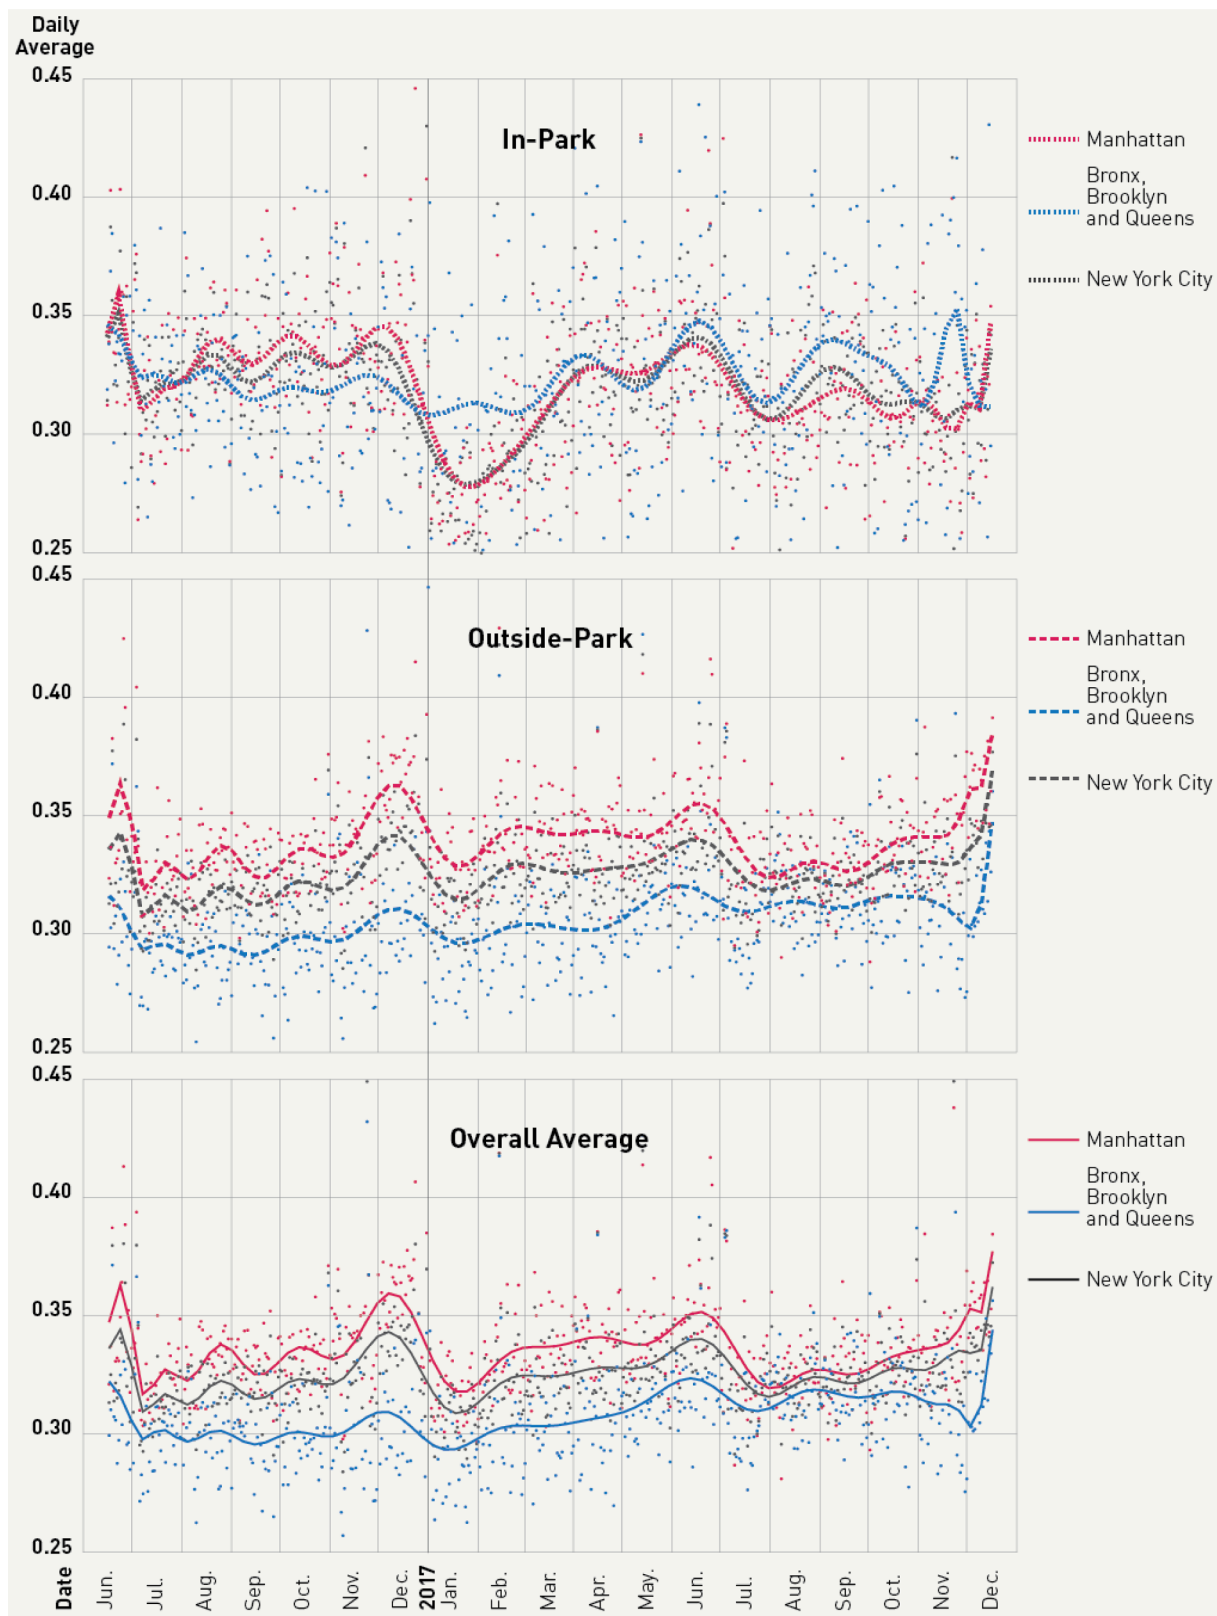 Daily
Average
0.45
0.40
0.35
0.30
0.25
In-Park
Manhattan
Bronx,
Brooklyn
and Queens
New York City
0.45
0.40
0.35
0.30
0.25
Outside-Park
Manhattan
Bronx,
Brooklyn
and Queens
New York City
0.45
0.40
0.35
0.30
0.25
Overall Average
Manhattan
Bronx,
Brooklyn
and Queens
New York City
Date
Jun.
Jul.
Aug.
Sep.
Oct.
Nov.
Dec.
2017
Jan.
Feb.
Mar.
Apr.
May.
Jun.
Jul.
Aug.
Sep.
Oct.
Nov.
Dec.